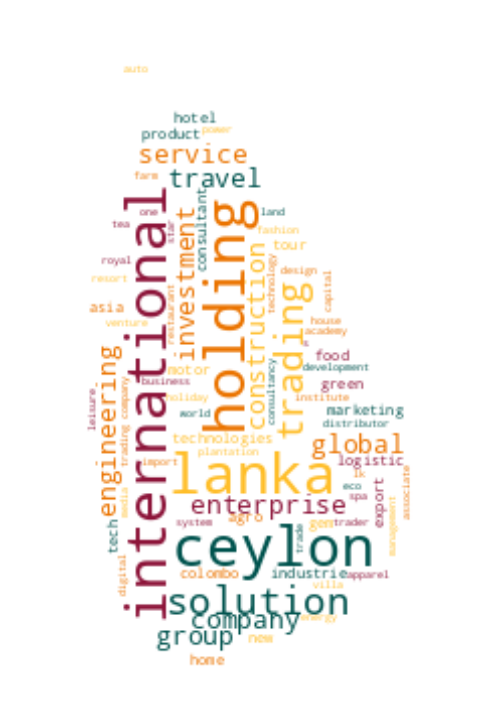 auto
hotel
product
power
service
farm
travel
international
holding
one
land
tea
star
consultant
investment
fashion
construction
tour
royal
technology
design
resort
capital
trading
asia
restaurant
house
venture
academy
s
food
engineering
motor
development
business
consultancy
green
leisure
trading company
holiday
institute
world
marketing
distributor
technologies
global
plantation
import
lanka
logistic
lk
associate
eco
export
media
enterprise
spa
agro
system
gem
trader
management
tech
ceylon
trade
digital
colombo
industrie
apparel
villa
solution
company
energy
group
new
home